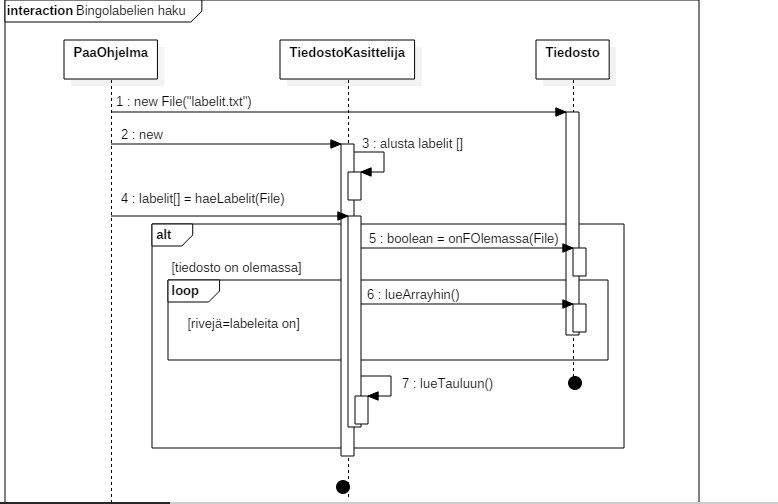 interaction Bingolabelien haku
PaaOhjelma
TiedostoKasittelija
Tiedosto
1 : new File("labelit.txt")
2 : new
3 : alusta labelit []
4 : labelit[] = haeLabelit(File)
alt
5 : boolean = onFOlemassa(File)
[tiedosto on olemassa]
loop
6 : lueArrayhin()
[rivejä=labeleita on]
7 : lueTauluun()